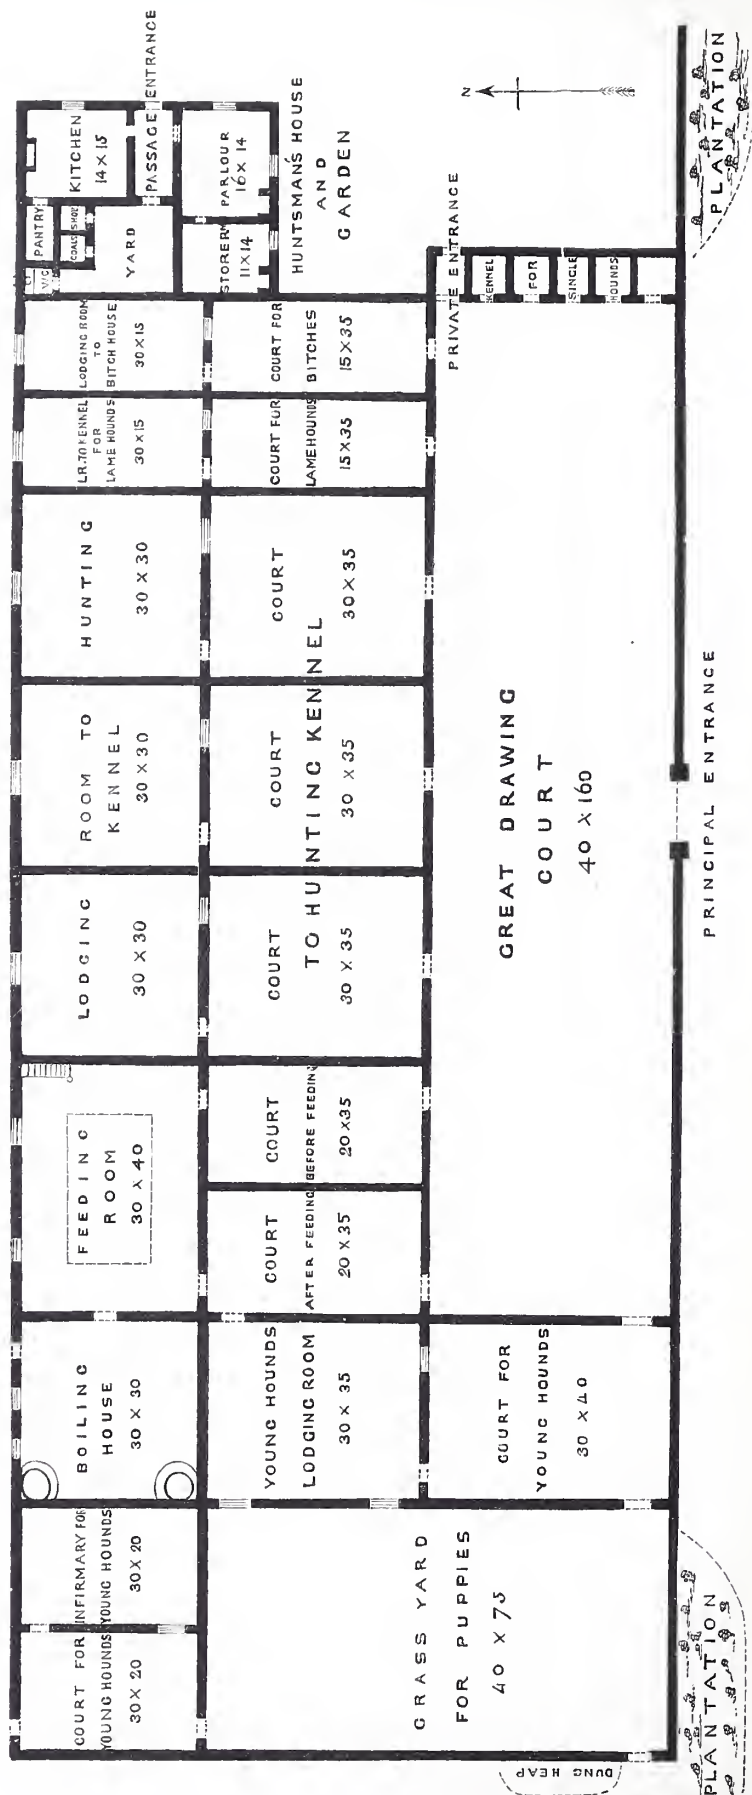 COURT FOR
YOUNG HOUNDS
30 X 20
INFIRMARY FOR
YOUNG HOUNDS
30 X 20
BOILING
HOUSE
30 X 30
FEEDING
ROOM
30 X 40
LODGING
30 X 30
ROOM TO
KENNEL
30 X 30
HUNTING
30 X 30
L.R. TO KENNEL
FOR
LAME HOUNDS
30 X 15
LODGING ROOM
TO
BITCH HOUSE
30 X 15
PANTRY
COALS
YARD
KITCHEN
14 X 15
PASSAGE
ENTRANCE
STORE RM
11 X 14
PARLOUR
16 X 14
HUNTSMAN'S HOUSE
AND
GARDEN
N
GRASS YARD
FOR PUPPIES
40 X 75
YOUNG HOUNDS
LODGING ROOM
30 X 35
COURT
AFTER FEEDING
20 X 35
COURT
BEFORE FEEDING
20 X 35
COURT
30 X 35
COURT
30 X 35
COURT
30 X 35
TO HUNTING KENNEL
COURT FOR
LAME HOUNDS
15 X 35
COURT FOR
BITCHES
15 X 35
PRIVATE ENTRANCE
KENNEL
FOR
SINGLE
HOUNDS
COURT FOR
YOUNG HOUNDS
30 X 40
GREAT DRAWING
COURT
40 X 160
DUNG HEAP
PLANTATION
PRINCIPAL ENTRANCE
PLANTATION